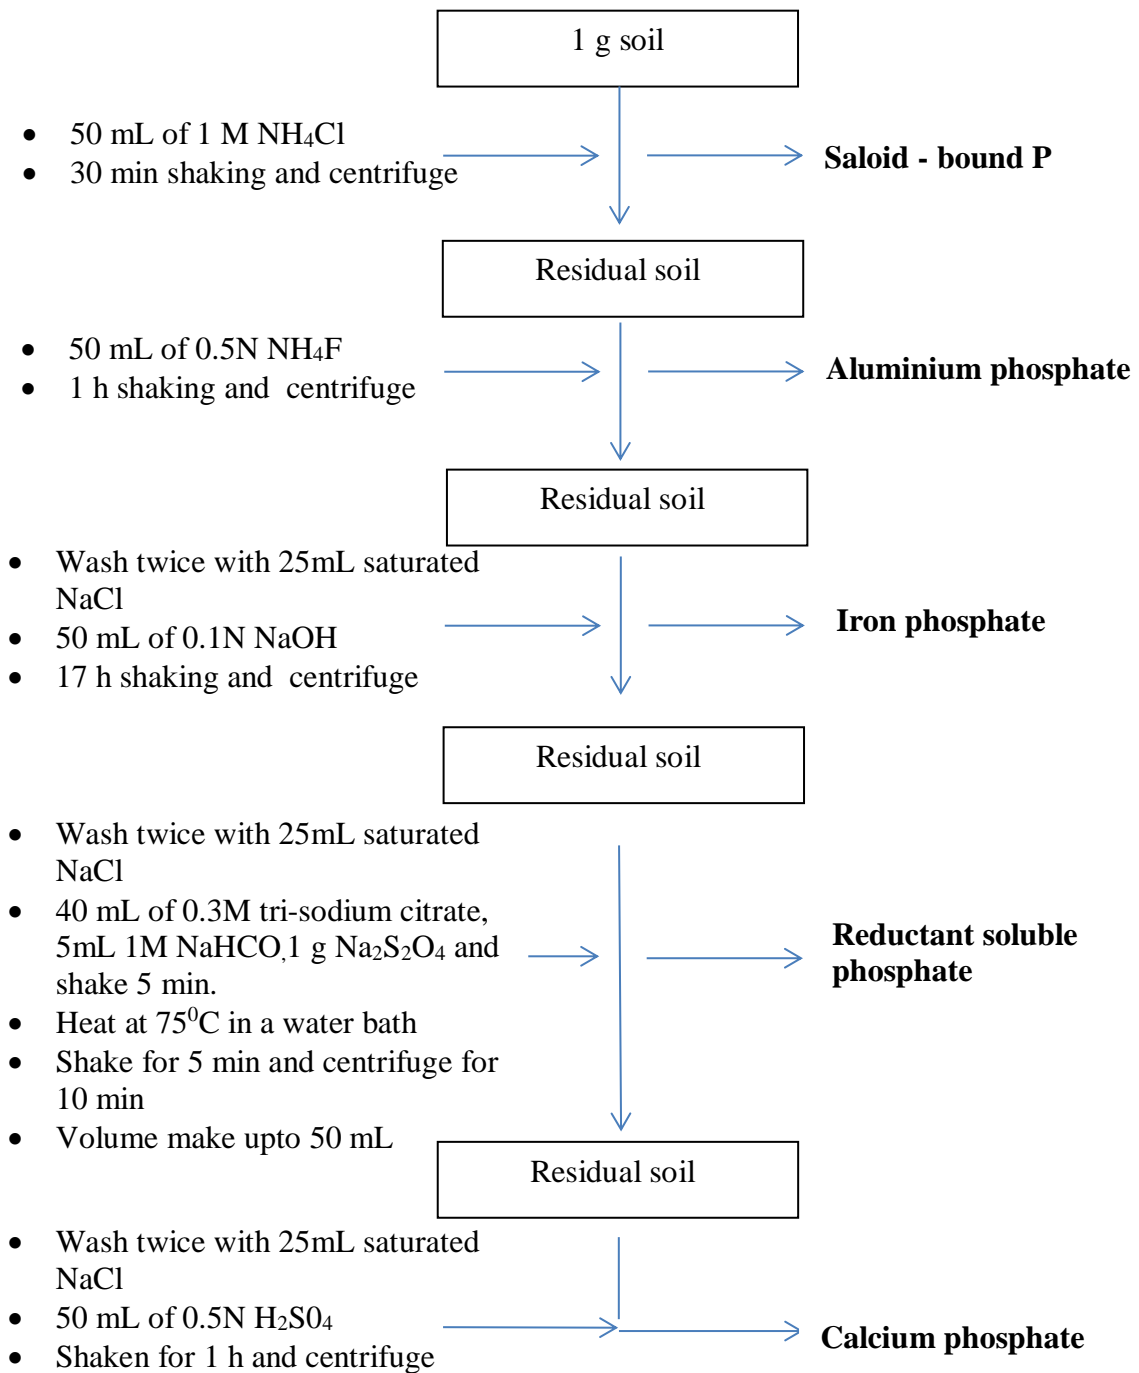 1 g soil
• 50 mL of 1 M NH₄Cl
• 30 min shaking and centrifuge
Saloid - bound P
Residual soil
• 50 mL of 0.5N NH₄F
• 1 h shaking and centrifuge
Aluminium phosphate
Residual soil
• Wash twice with 25mL saturated
NaCl
• 50 mL of 0.1N NaOH
• 17 h shaking and centrifuge
Iron phosphate
Residual soil
• Wash twice with 25mL saturated
NaCl
• 40 mL of 0.3M tri-sodium citrate,
5mL 1M NaHCO,1 g Na₂S₂O₄ and
shake 5 min.
• Heat at 75⁰C in a water bath
• Shake for 5 min and centrifuge for
10 min
• Volume make upto 50 mL
Reductant soluble
phosphate
Residual soil
• Wash twice with 25mL saturated
NaCl
• 50 mL of 0.5N H₂S0₄
• Shaken for 1 h and centrifuge
Calcium phosphate